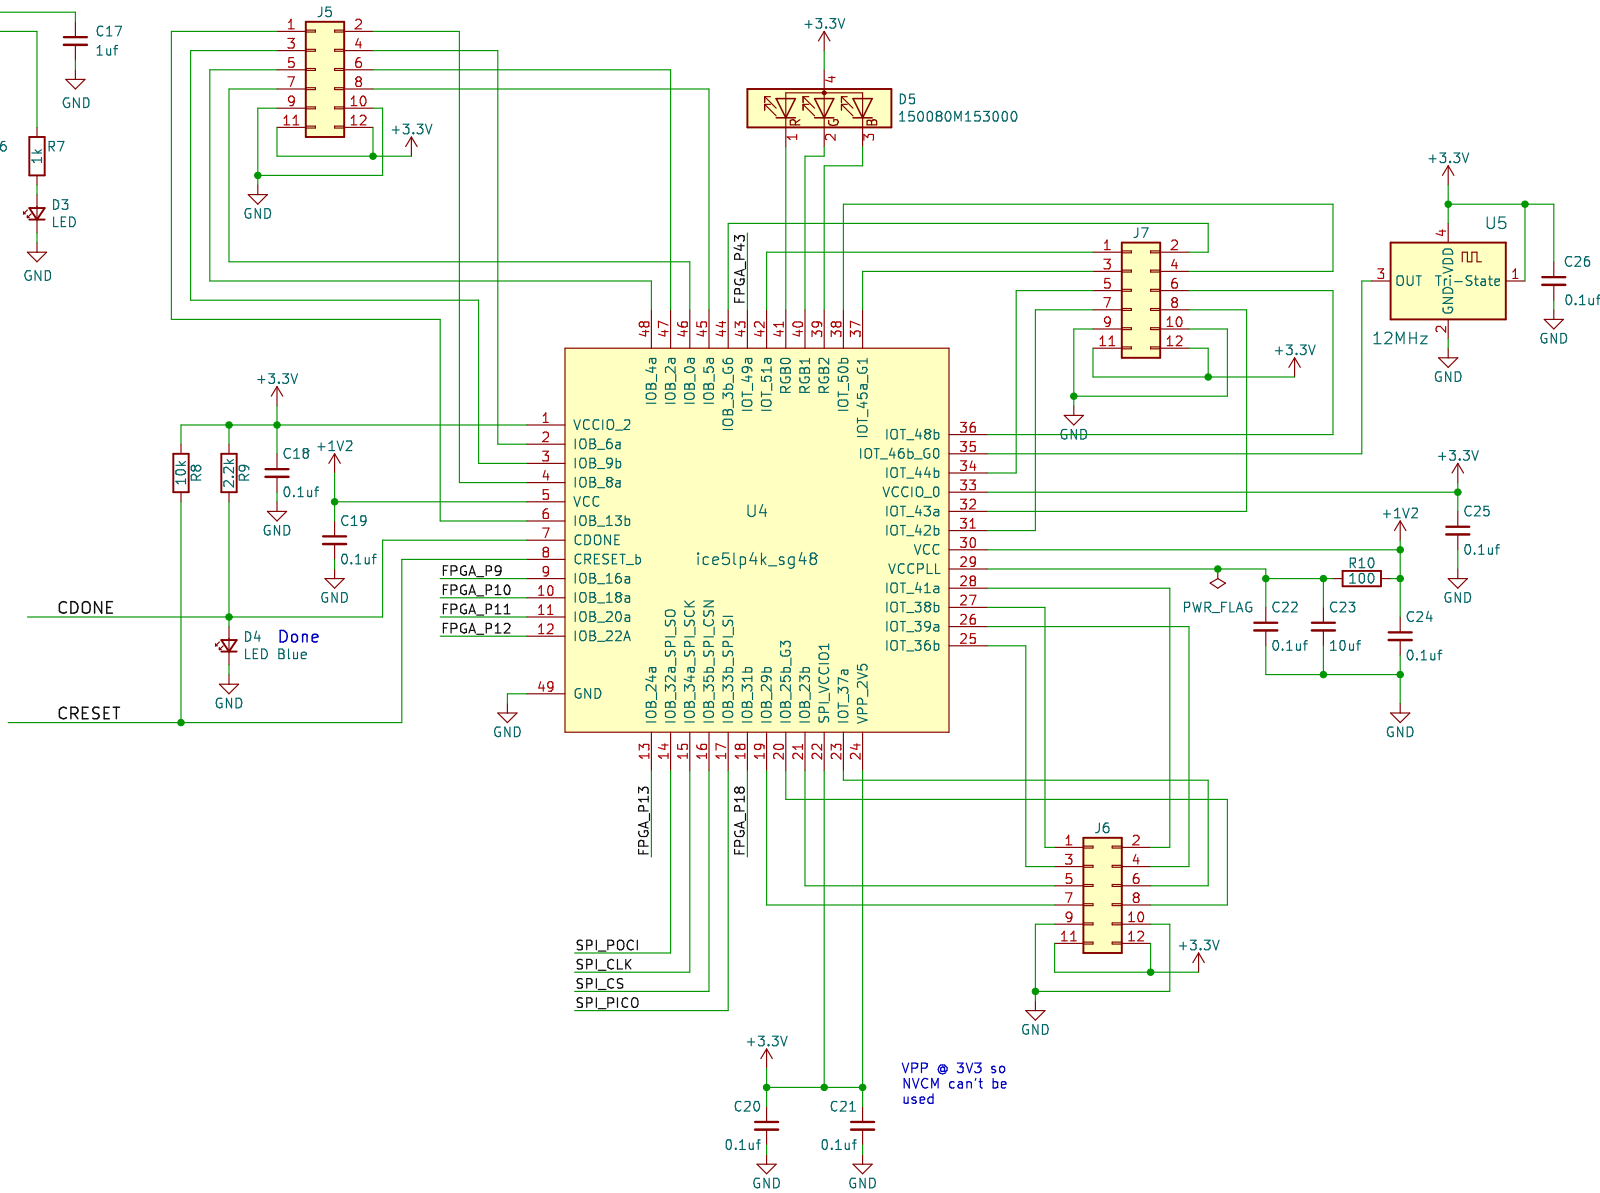 C17
1uf
GND
6
R7
1k
D3
LED
GND
J5
1 2
3 4
5 6
7 8
9 10
11 12
+3.3V
GND
+3.3V
4
D5
150080M153000
R G B
1 2 3
J7
1 2
3 4
5 6
7 8
9 10
11 12
+3.3V
GND
+3.3V
U5
4
VDD
3 OUT Tri-State 1
GND
2
12MHz
GND
C26
0.1uf
GND
FPGA_P43
48 47 46 45 44 43 42 41 40 39 38 37
IOB_4a
IOB_2a
IOB_0a
IOB_5a
IOB_3b_G6
IOT_49a
IOT_51a
RGB0
RGB1
RGB2
IOT_50b
IOT_45a_G1
+3.3V
10k
R8
2.2k
R9
C18
0.1uf
GND
+1V2
C19
0.1uf
GND
1 VCCIO_2
2 IOB_6a
3 IOB_9b
4 IOB_8a
5 VCC
6 IOB_13b
7 CDONE
8 CRESET_b
FPGA_P9 9 IOB_16a
FPGA_P10 10 IOB_18a
FPGA_P11 11 IOB_20a
FPGA_P12 12 IOB_22A
49 GND
GND
U4
ice5lp4k_sg48
IOT_48b 36
IOT_46b_G0 35
IOT_44b 34
VCCIO_0 33
IOT_43a 32
IOT_42b 31
VCC 30
VCCPLL 29
IOT_41a 28
IOT_38b 27
IOT_39a 26
IOT_36b 25
CDONE
D4 Done
LED Blue
GND
CRESET
+3.3V
C25
0.1uf
GND
+1V2
R10
100
PWR_FLAG
C22
0.1uf
C23
10uf
C24
0.1uf
GND
IOB_24a
IOB_32a_SPI_SO
IOB_34a_SPI_SCK
IOB_35b_SPI_CSN
IOB_33b_SPI_SI
IOB_31b
IOB_29b
IOB_25b_G3
IOB_23b
SPI_VCCIO1
IOT_37a
VPP_2V5
13 14 15 16 17 18 19 20 21 22 23 24
FPGA_P13
FPGA_P18
SPI_POCI
SPI_CLK
SPI_CS
SPI_PICO
J6
1 2
3 4
5 6
7 8
9 10
11 12
+3.3V
GND
+3.3V
C20
0.1uf
GND
C21
0.1uf
GND
VPP @ 3V3 so
NVCM can't be
used